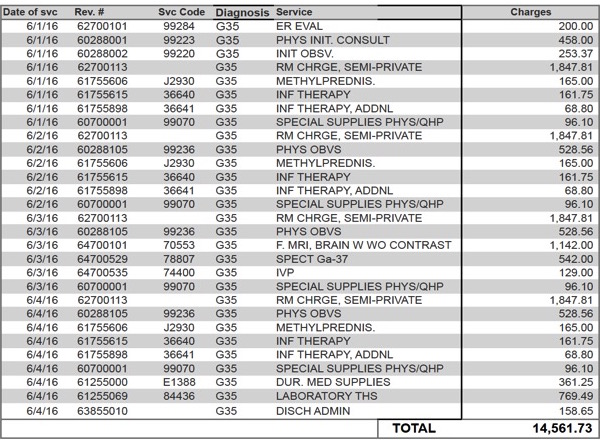 Date of svc Rev. # Svc Code Diagnosis Service Charges
6/1/16 62700101 99284 G35 ER EVAL 200.00
6/1/16 60288001 99223 G35 PHYS INIT. CONSULT 458.00
6/1/16 60288002 99220 G35 INIT OBSV. 253.37
6/1/16 62700113 G35 RM CHRGE, SEMI-PRIVATE 1,847.81
6/1/16 61755606 J2930 G35 METHYLPREDNIS. 165.00
6/1/16 61755615 36640 G35 INF THERAPY 161.75
6/1/16 61755898 36641 G35 INF THERAPY, ADDNL 68.80
6/1/16 60700001 99070 G35 SPECIAL SUPPLIES PHYS/QHP 96.10
6/2/16 62700113 G35 RM CHRGE, SEMI-PRIVATE 1,847.81
6/2/16 60288105 99236 G35 PHYS OBVS 528.56
6/2/16 61755606 J2930 G35 METHYLPREDNIS. 165.00
6/2/16 61755615 36640 G35 INF THERAPY 161.75
6/2/16 61755898 36641 G35 INF THERAPY, ADDNL 68.80
6/2/16 60700001 99070 G35 SPECIAL SUPPLIES PHYS/QHP 96.10
6/3/16 62700113 G35 RM CHRGE, SEMI-PRIVATE 1,847.81
6/3/16 60288105 99236 G35 PHYS OBVS 528.56
6/3/16 64700101 70553 G35 F. MRI, BRAIN W WO CONTRAST 1,142.00
6/3/16 64700529 78807 G35 SPECT Ga-37 542.00
6/3/16 64700535 74400 G35 IVP 129.00
6/3/16 60700001 99070 G35 SPECIAL SUPPLIES PHYS/QHP 96.10
6/4/16 62700113 G35 RM CHRGE, SEMI-PRIVATE 1,847.81
6/4/16 60288105 99236 G35 PHYS OBVS 528.56
6/4/16 61755606 J2930 G35 METHYLPREDNIS. 165.00
6/4/16 61755615 36640 G35 INF THERAPY 161.75
6/4/16 61755898 36641 G35 INF THERAPY, ADDNL 68.80
6/4/16 60700001 99070 G35 SPECIAL SUPPLIES PHYS/QHP 96.10
6/4/16 61255000 E1388 G35 DUR. MED SUPPLIES 361.25
6/4/16 61255069 84436 G35 LABORATORY THS 769.49
6/4/16 63855010 G35 DISCH ADMIN 158.65
TOTAL 14,561.73